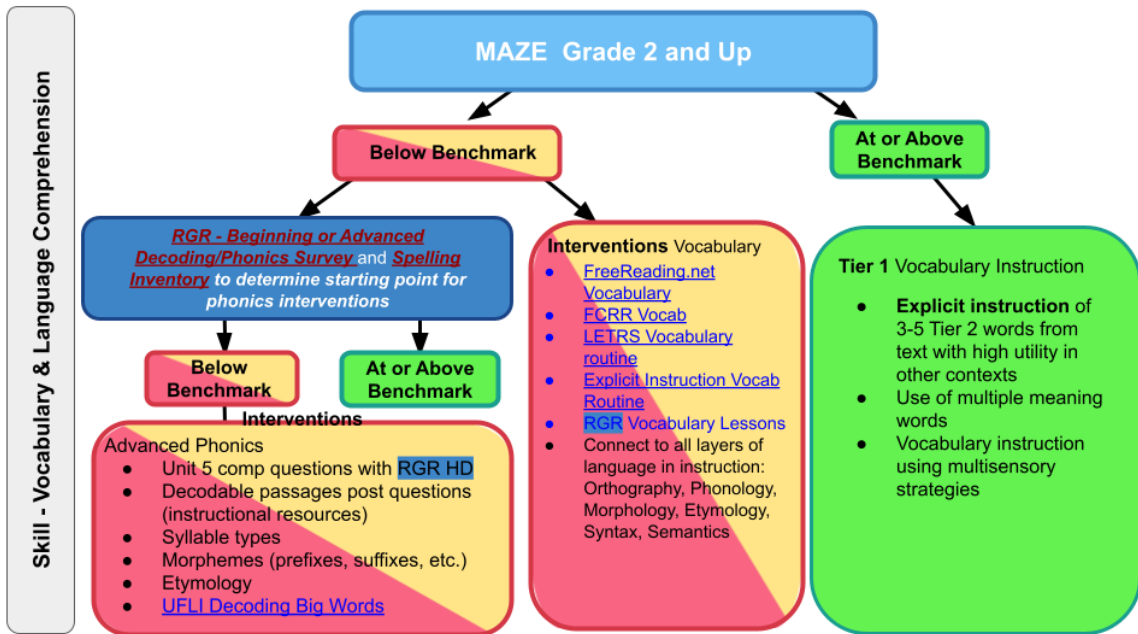 Skill - Vocabulary & Language Comprehension
MAZE  Grade 2 and Up
Below Benchmark
At or Above
Benchmark
RGR - Beginning or Advanced
Decoding/Phonics Survey and Spelling
Inventory to determine starting point for
phonics interventions
Below
Benchmark
At or Above
Benchmark
Interventions
Advanced Phonics
● Unit 5 comp questions with RGR HD
● Decodable passages post questions
(instructional resources)
● Syllable types
● Morphemes (prefixes, suffixes, etc.)
● Etymology
● UFLI Decoding Big Words
Interventions Vocabulary
● FreeReading.net
Vocabulary
● FCRR Vocab
● LETRS Vocabulary
routine
● Explicit Instruction Vocab
Routine
● RGR Vocabulary Lessons
● Connect to all layers of
language in instruction:
Orthography, Phonology,
Morphology, Etymology,
Syntax, Semantics
Tier 1 Vocabulary Instruction
● Explicit instruction of
3-5 Tier 2 words from
text with high utility in
other contexts
● Use of multiple meaning
words
● Vocabulary instruction
using multisensory
strategies